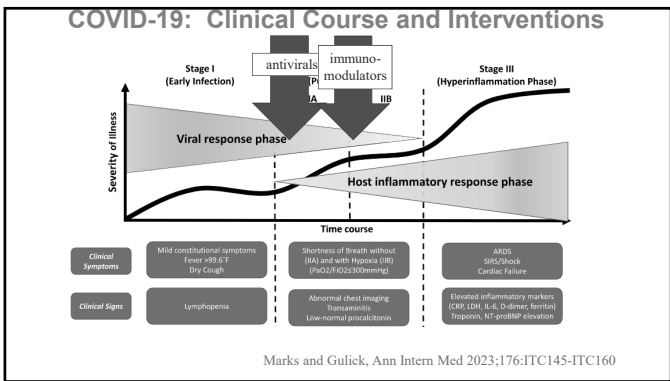 COVID-19: Clinical Course and Interventions
Stage I
(Early Infection)
antivirals
immuno-
modulators
IIB
Stage III
(Hyperinflammation Phase)
Severity of Illness
Viral response phase
Host inflammatory response phase
Time course
Clinical
Symptoms
Mild constitutional symptoms
Fever >99.6°F
Dry Cough
Shortness of Breath without
(IIA) and with Hypoxia (IIB)
(PaO2/FiO2≤300mmHg)
ARDS
SIRS/Shock
Cardiac Failure
Clinical Signs
Lymphopenia
Abnormal chest imaging
Transaminitis
Low-normal procalcitonin
Elevated inflammatory markers
(CRP, LDH, IL-6, D-dimer, ferritin)
Troponin, NT-proBNP elevation
Marks and Gulick, Ann Intern Med 2023;176:ITC145-ITC160